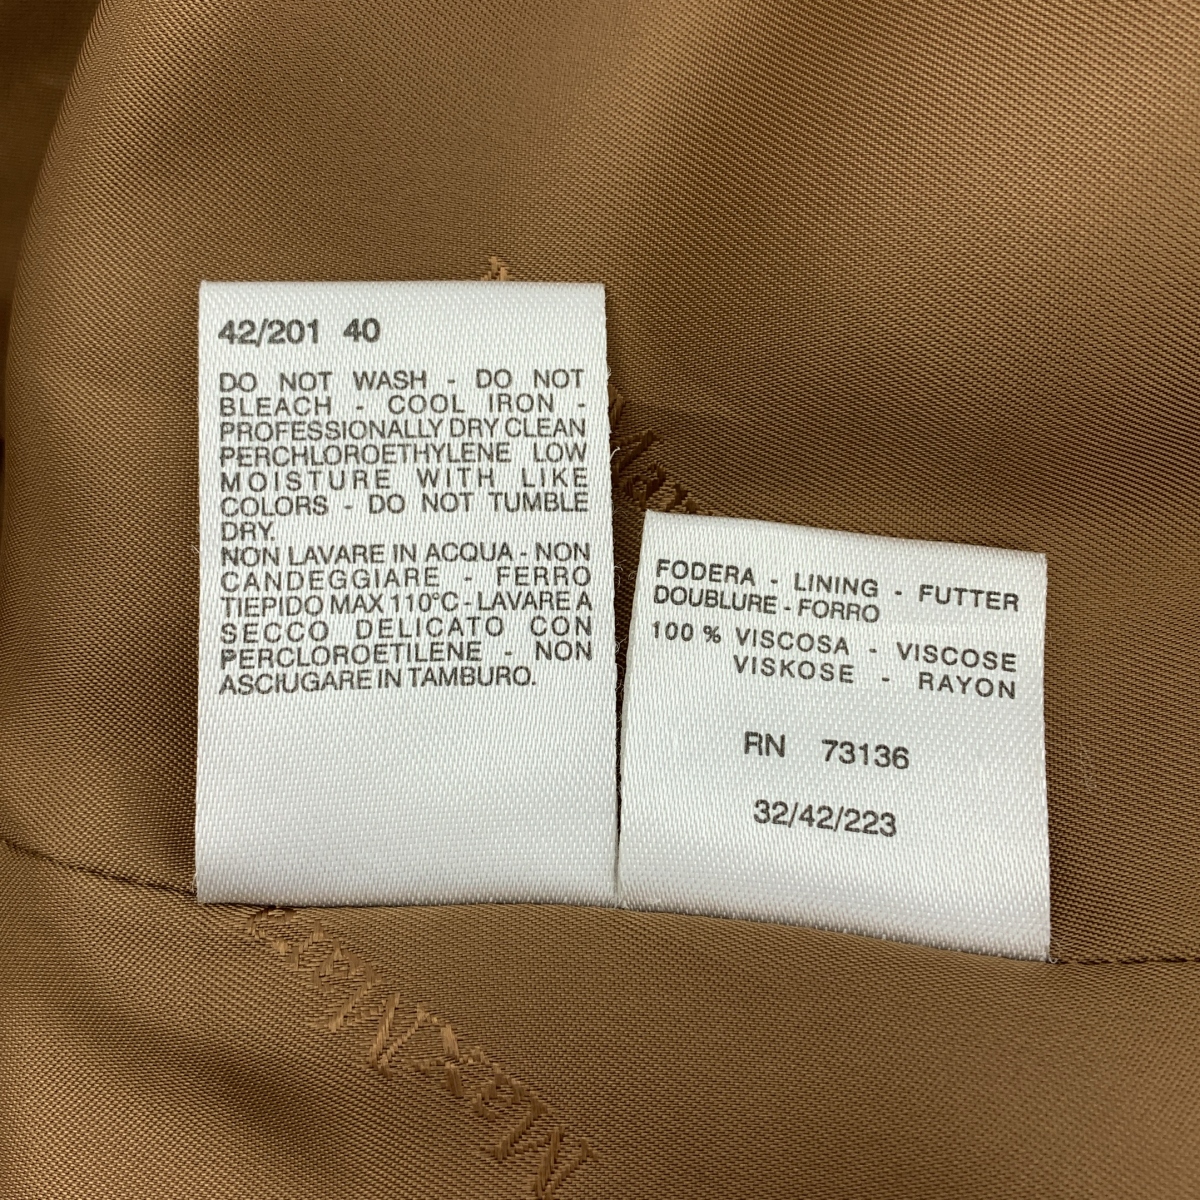 42/201 40
DO NOT WASH - DO NOT
BLEACH - COOL IRON -
PROFESSIONALLY DRY CLEAN
PERCHLOROETHYLENE LOW
MOISTURE WITH LIKE
COLORS - DO NOT TUMBLE
DRY.
NON LAVARE IN ACQUA - NON
CANDEGGIARE - FERRO
TIEPIDO MAX 110°C - LAVARE A
SECCO DELICATO CON
PERCLOROETILENE - NON
ASCIUGARE IN TAMBURO.
FODERA - LINING - FUTTER
DOUBLURE - FORRO
100 % VISCOSA - VISCOSE
VISKOSE - RAYON
RN 73136
32/42/223
MaxMara